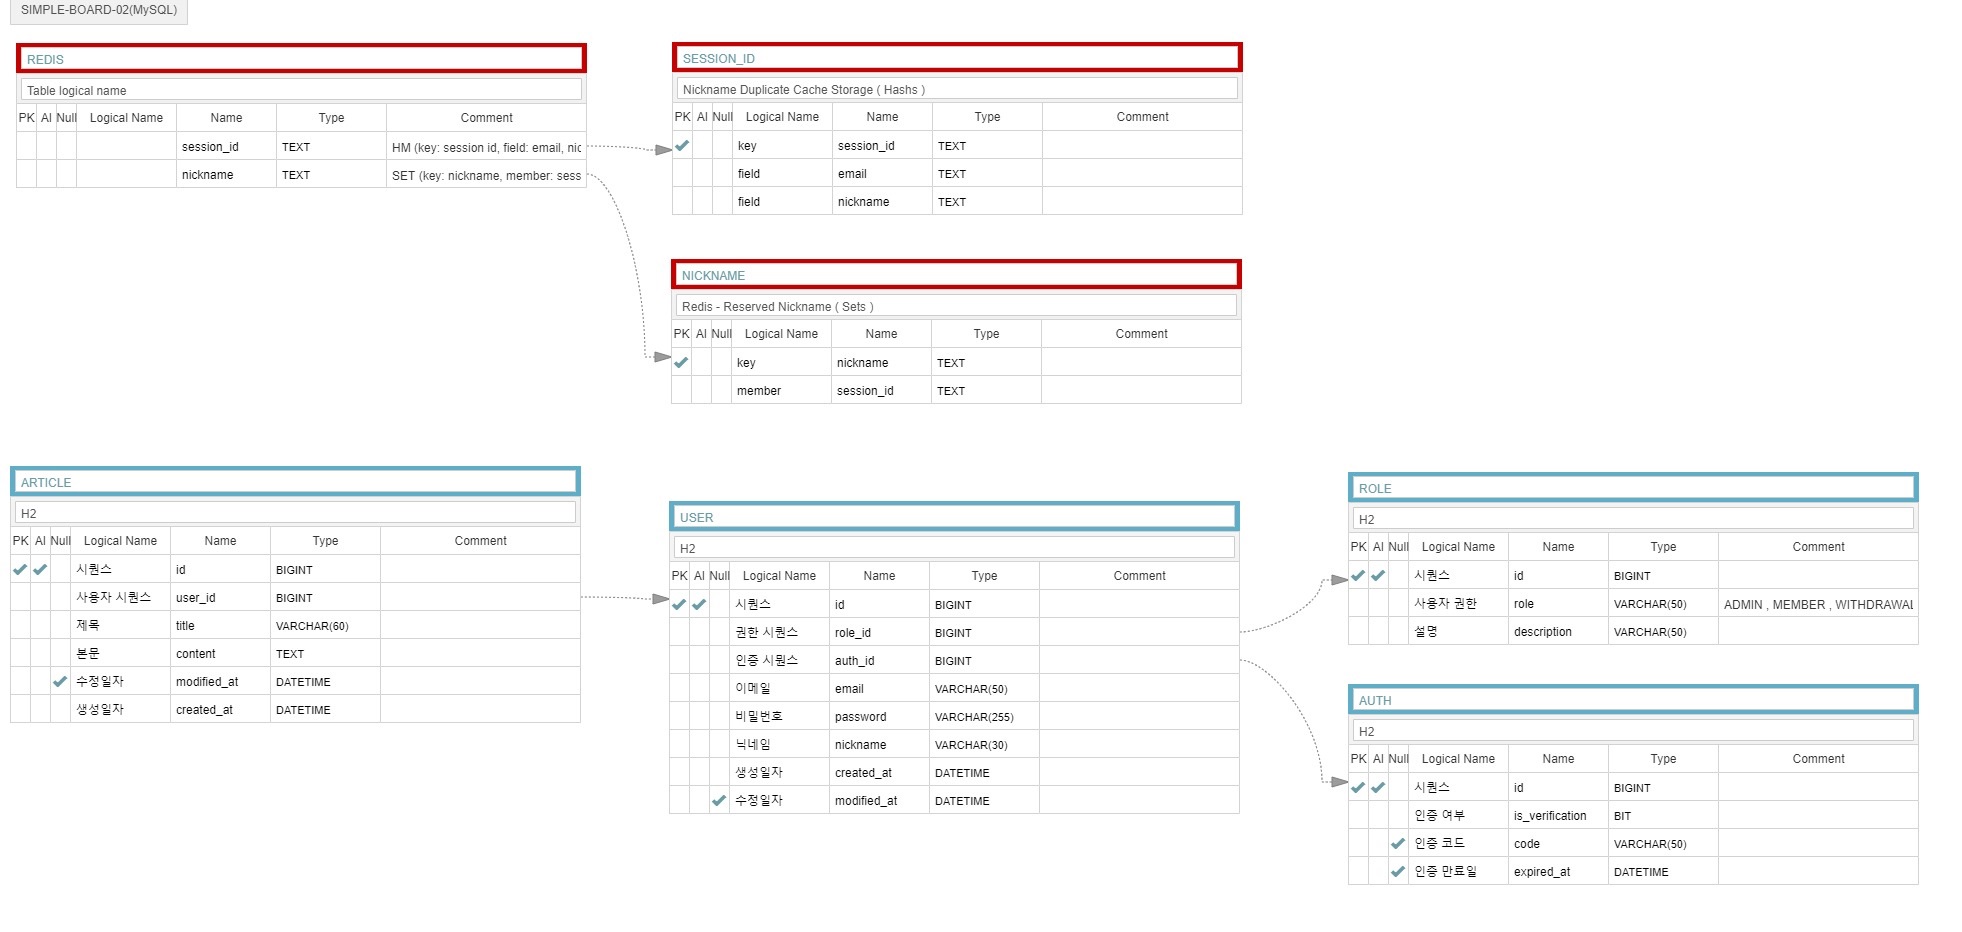 SIMPLE-BOARD-02(MySQL)
REDIS
Table logical name
PK AI Null Logical Name Name Type Comment
session_id TEXT HM (key: session id, field: email, nic
nickname TEXT SET (key: nickname, member: sess
SESSION_ID
Nickname Duplicate Cache Storage ( Hashs )
PK AI Null Logical Name Name Type Comment
key session_id TEXT
field email TEXT
field nickname TEXT
NICKNAME
Redis - Reserved Nickname ( Sets )
PK AI Null Logical Name Name Type Comment
key nickname TEXT
member session_id TEXT
ARTICLE
H2
PK AI Null Logical Name Name Type Comment
시퀀스 id BIGINT
사용자 시퀀스 user_id BIGINT
제목 title VARCHAR(60)
본문 content TEXT
수정일자 modified_at DATETIME
생성일자 created_at DATETIME
USER
H2
PK AI Null Logical Name Name Type Comment
시퀀스 id BIGINT
권한 시퀀스 role_id BIGINT
인증 시퀀스 auth_id BIGINT
이메일 email VARCHAR(50)
비밀번호 password VARCHAR(255)
닉네임 nickname VARCHAR(30)
생성일자 created_at DATETIME
수정일자 modified_at DATETIME
ROLE
H2
PK AI Null Logical Name Name Type Comment
시퀀스 id BIGINT
사용자 권한 role VARCHAR(50) ADMIN , MEMBER , WITHDRAWAL
설명 description VARCHAR(50)
AUTH
H2
PK AI Null Logical Name Name Type Comment
시퀀스 id BIGINT
인증 여부 is_verification BIT
인증 코드 code VARCHAR(50)
인증 만료일 expired_at DATETIME